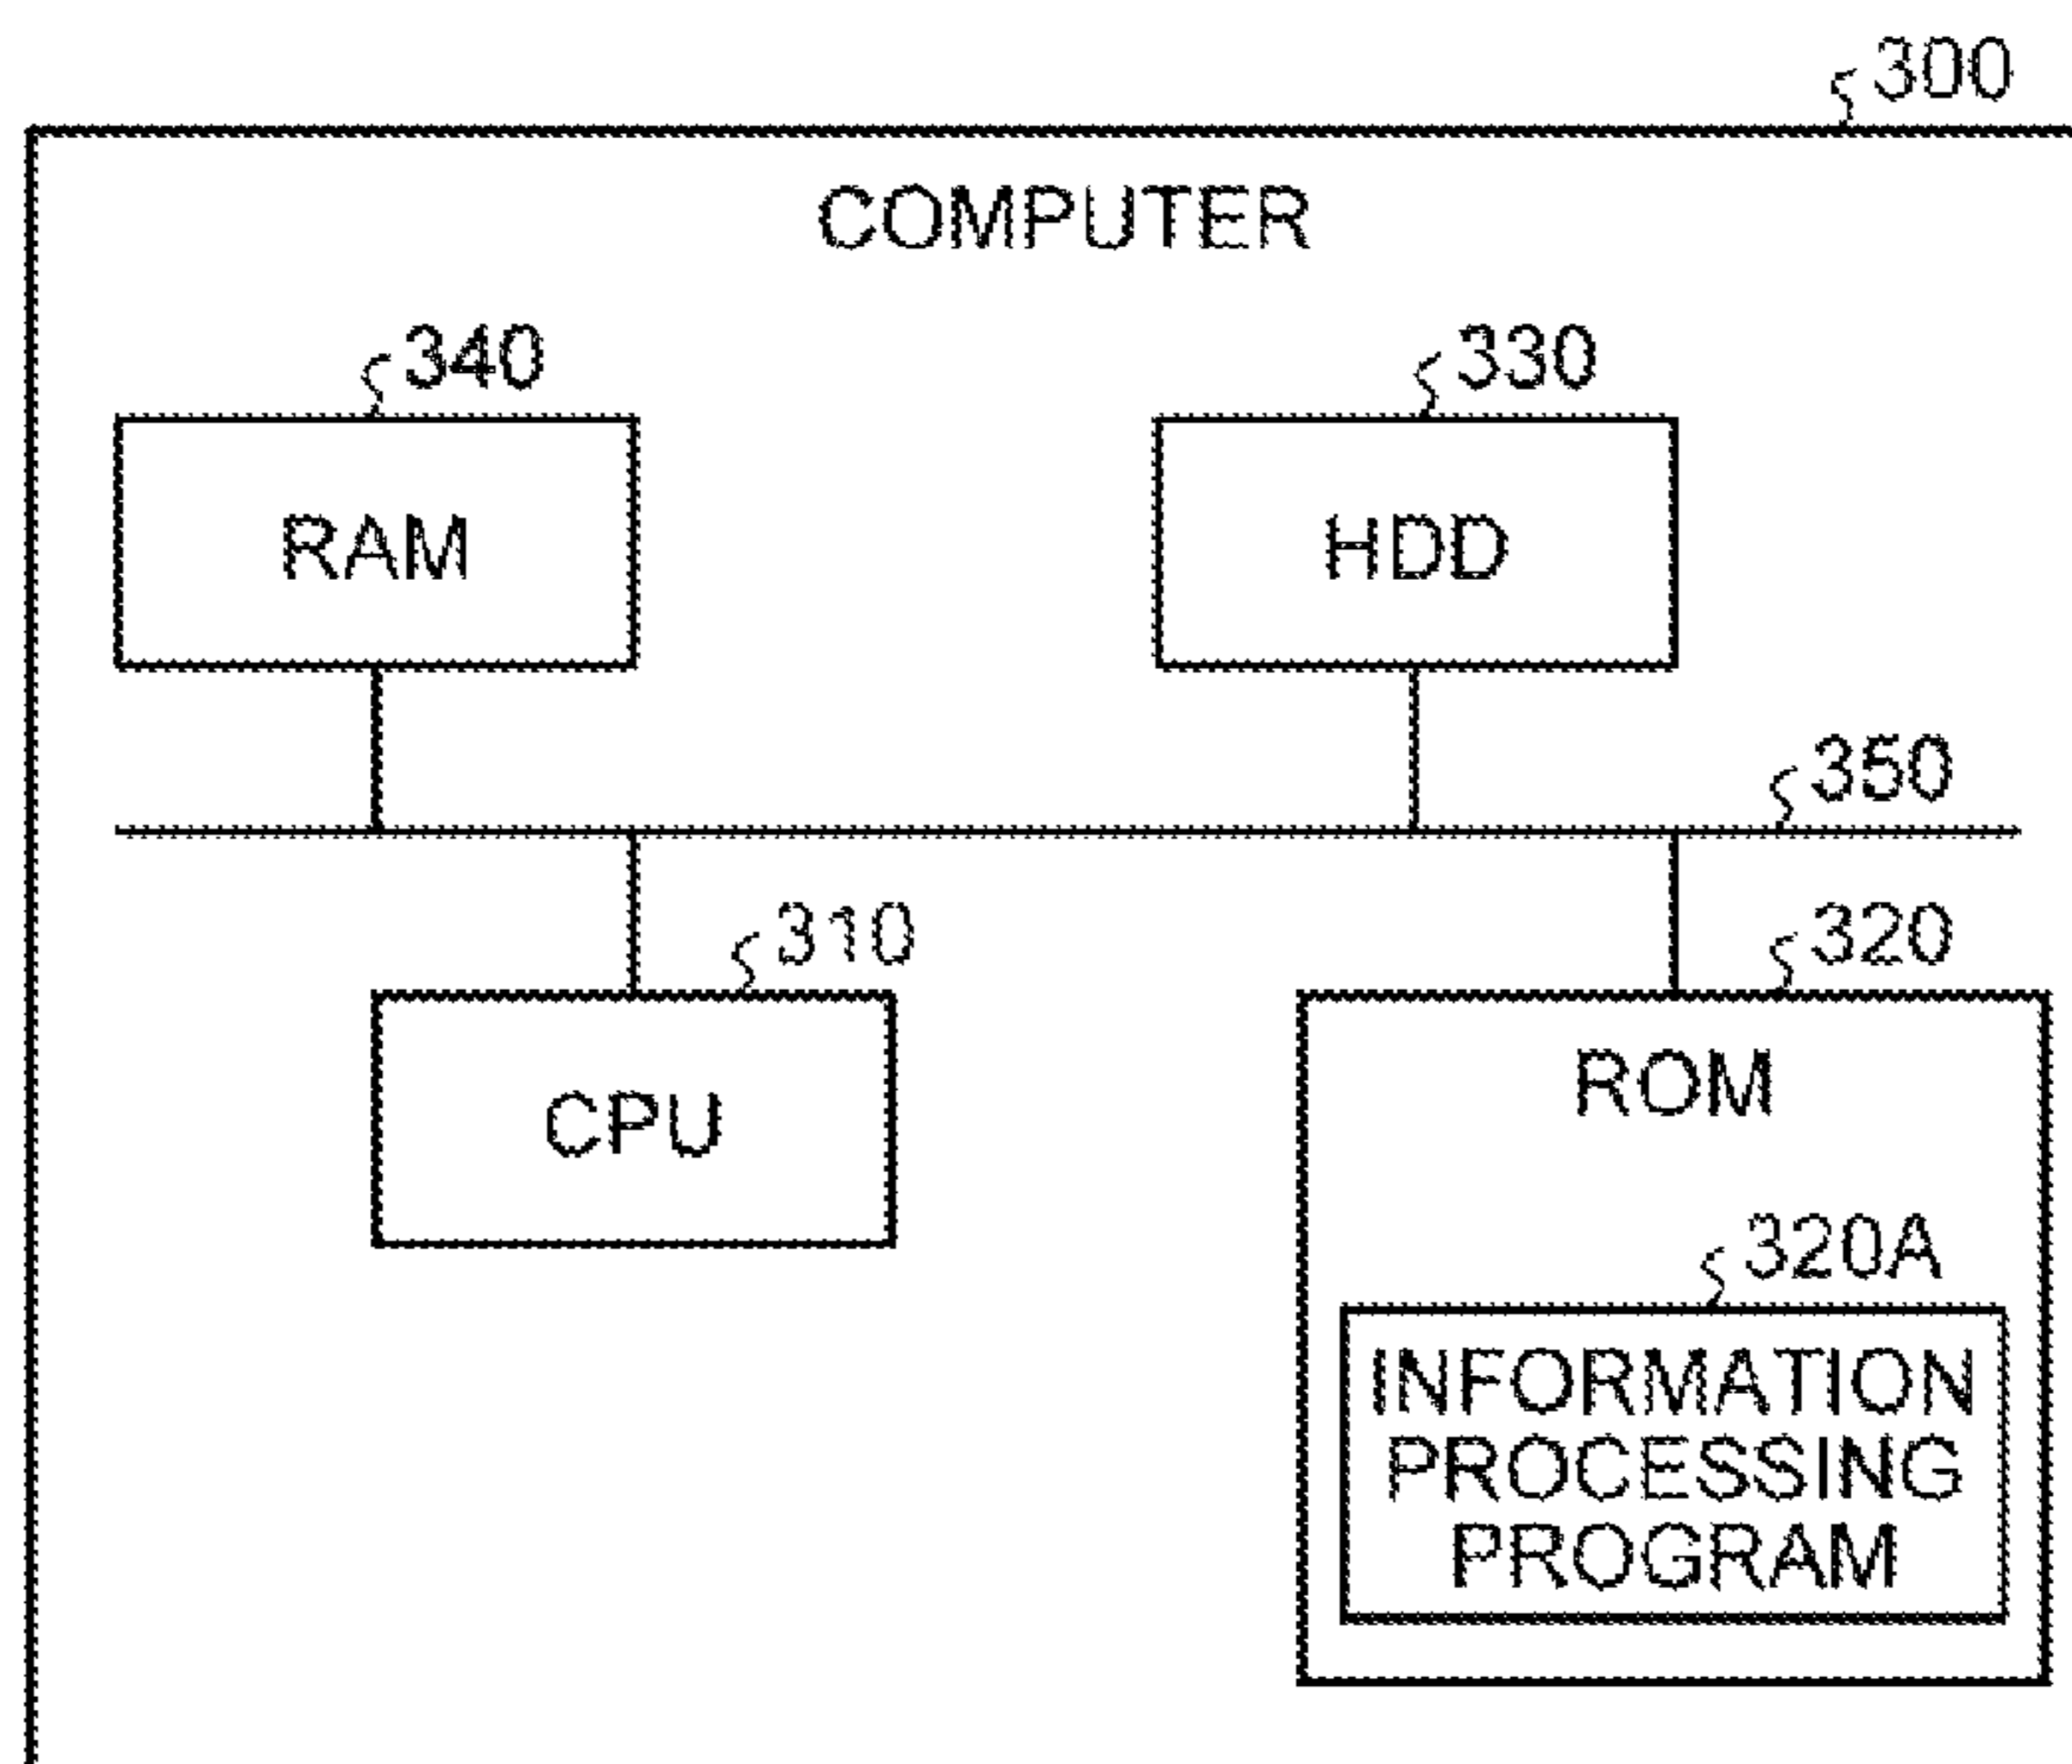 300
COMPUTER
340
330
RAM
HDD
350
310
320
CPU
ROM
320A
INFORMATION
PROCESSING
PROGRAM